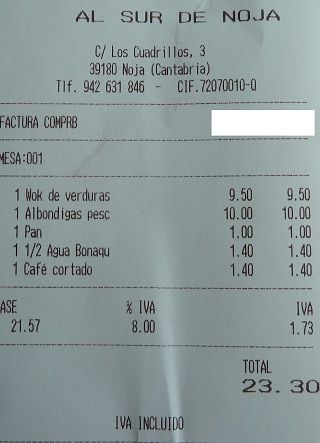 AL SUR DE NOJA
C/ Los Cuadrillos, 3
39180 Noja (Cantabria)
Tlf. 942 631 846 - CIF.72070010-Q
FACTURA COMPRB
MESA:001
1 Wok de verduras 9.50 9.50
1 Albondigas pesc 10.00 10.00
1 Pan 1.00 1.00
1 1/2 Agua Bonaqu 1.40 1.40
1 Café cortado 1.40 1.40
ASE % IVA IVA
21.57 8.00 1.73
TOTAL
23.30
IVA INCLUIDO